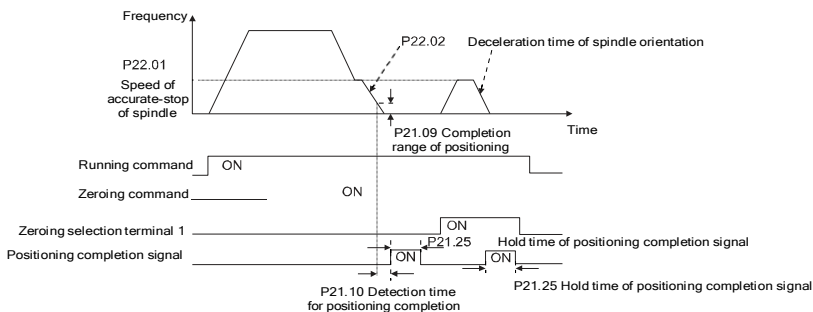 Frequency
P22.02
Deceleration time of spindle orientation
P22.01
Speed of
accurate-stop
of spindle
Time
P21.09 Completion
range of positioning
Running command
ON
Zeroing command
ON
Zeroing selection terminal 1
ON
P21.25
Hold time of positioning completion signal
Positioning completion signal
ON
ON
P21.10 Detection time
for positioning completion
P21.25 Hold time of positioning completion signal